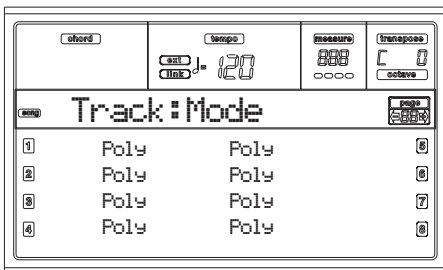 chord tempo measure transpose
ext ♩= 120 888 C 0
link octave
song Track:Mode page
1 Poly Poly 5
2 Poly Poly 6
3 Poly Poly 7
4 Poly Poly 8